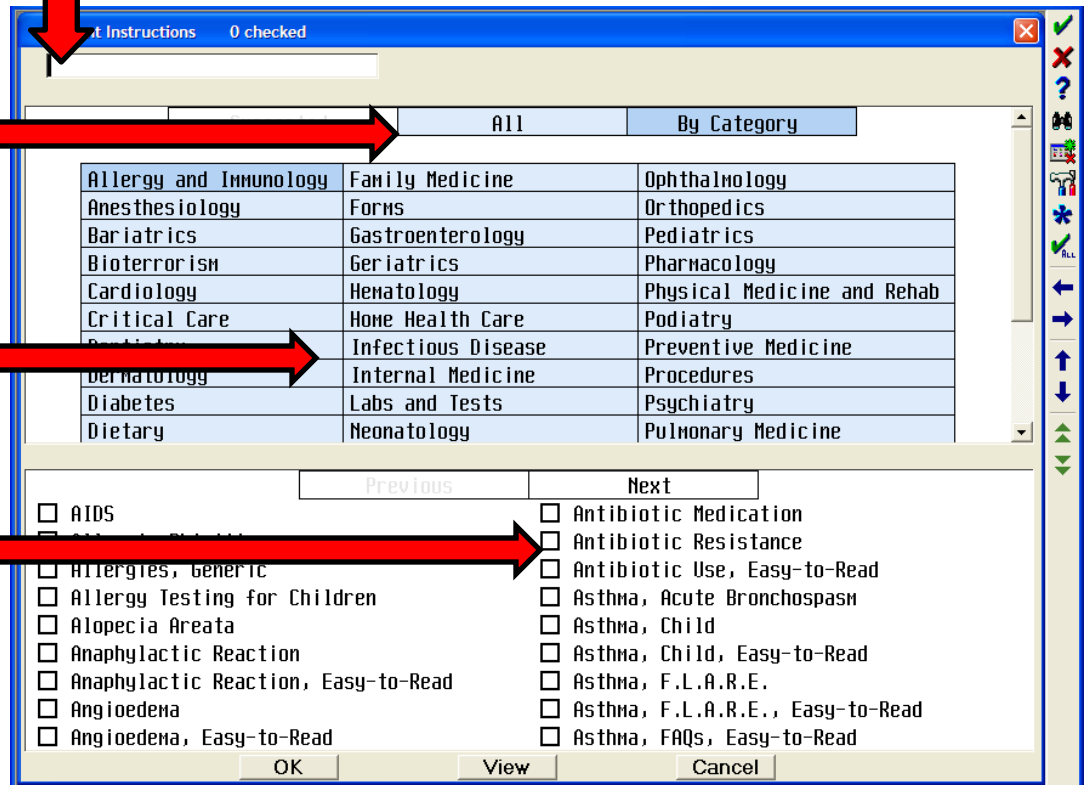 Instructions 0 checked
All By Category
Allergy and Immunology Family Medicine Ophthalmology
Anesthesiology Forms Orthopedics
Bariatrics Gastroenterology Pediatrics
Bioterrorism Geriatrics Pharmacology
Cardiology Hematology Physical Medicine and Rehab
Critical Care Home Health Care Podiatry
Infectious Disease Preventive Medicine
Dermatology Internal Medicine Procedures
Diabetes Labs and Tests Psychiatry
Dietary Neonatology Pulmonary Medicine
Previous Next
AIDS
Allergies, Generic
Allergy Testing for Children
Alopecia Areata
Anaphylactic Reaction
Anaphylactic Reaction, Easy-to-Read
Angioedema
Angioedema, Easy-to-Read
Antibiotic Medication
Antibiotic Resistance
Antibiotic Use, Easy-to-Read
Asthma, Acute Bronchospasm
Asthma, Child
Asthma, Child, Easy-to-Read
Asthma, F.L.A.R.E.
Asthma, F.L.A.R.E., Easy-to-Read
Asthma, FAQs, Easy-to-Read
OK View Cancel
ALL